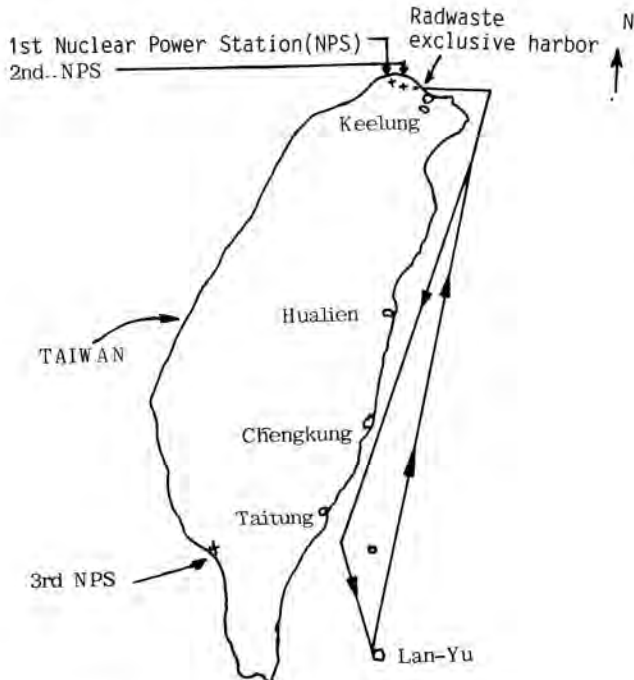 Radwaste
exclusive harbor
N
1st Nuclear Power Station(NPS)
2nd..NPS
Keelung
Hualien
TAIWAN
Chengkung
Taitung
3rd NPS
Lan-Yu